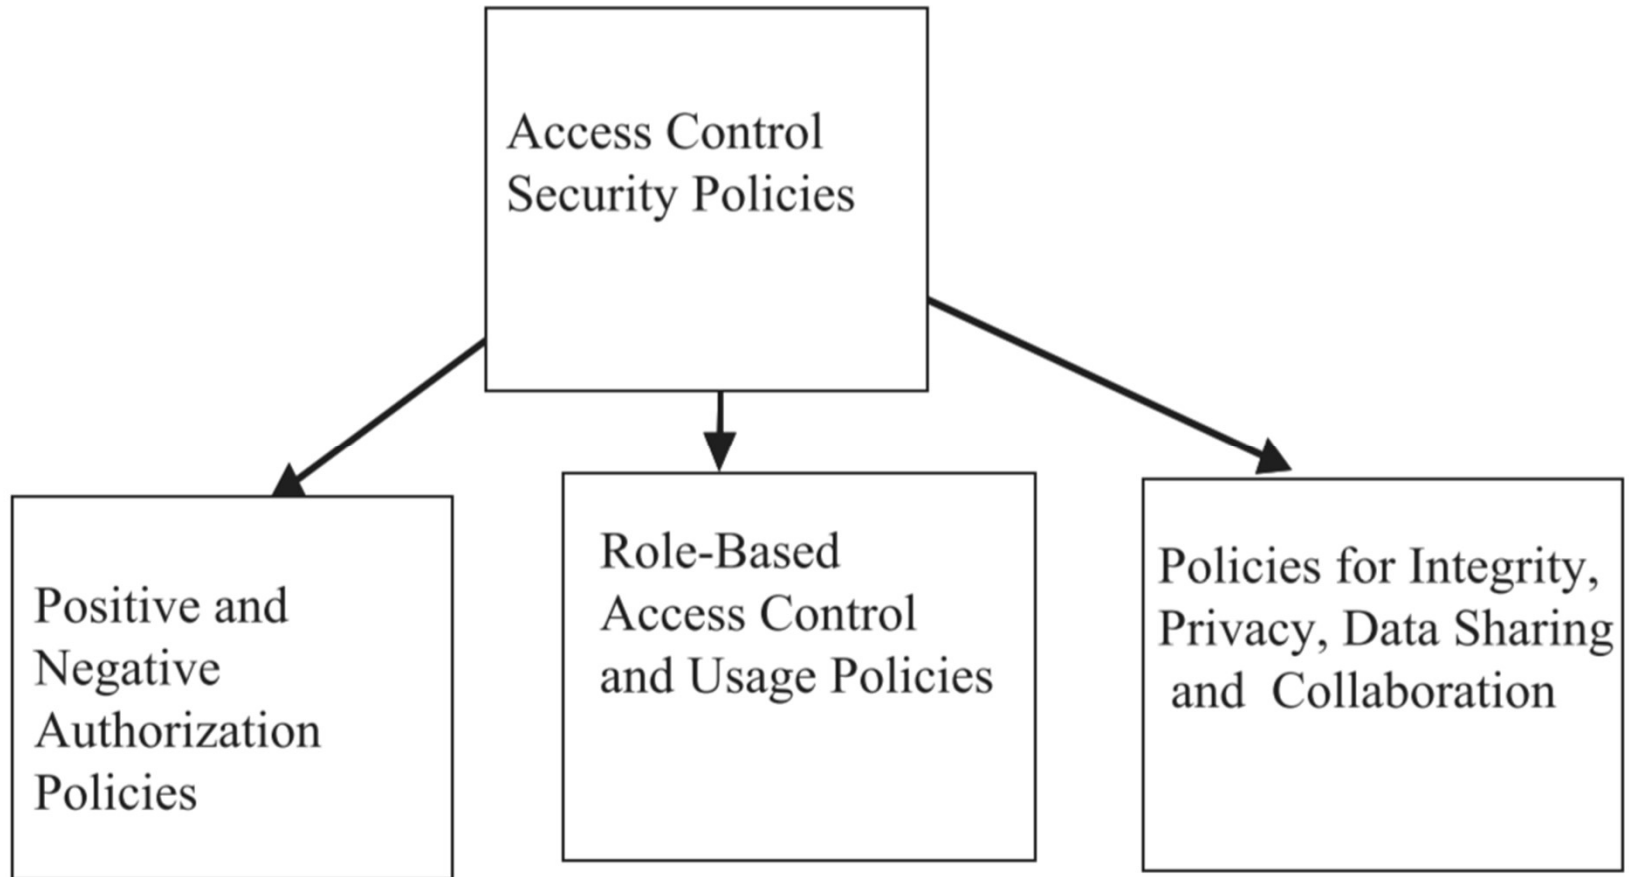 Access Control
Security Policies
Positive and
Negative
Authorization
Policies
Role-Based
Access Control
and Usage Policies
Policies for Integrity,
Privacy, Data Sharing
and Collaboration